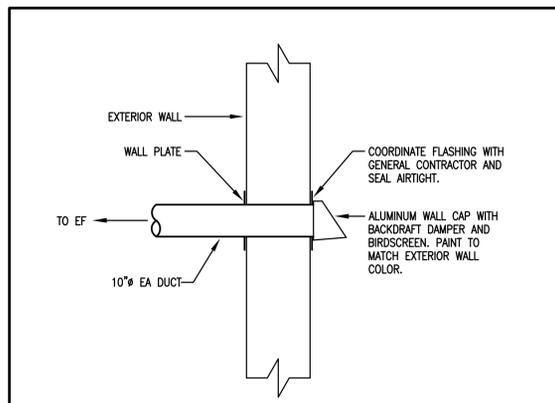 EXTERIOR WALL
WALL PLATE
TO EF
10"ø EA DUCT
COORDINATE FLASHING WITH
GENERAL CONTRACTOR AND
SEAL AIRTIGHT.
ALUMINUM WALL CAP WITH
BACKDRAFT DAMPER AND
BIRDSCREEN. PAINT TO
MATCH EXTERIOR WALL
COLOR.